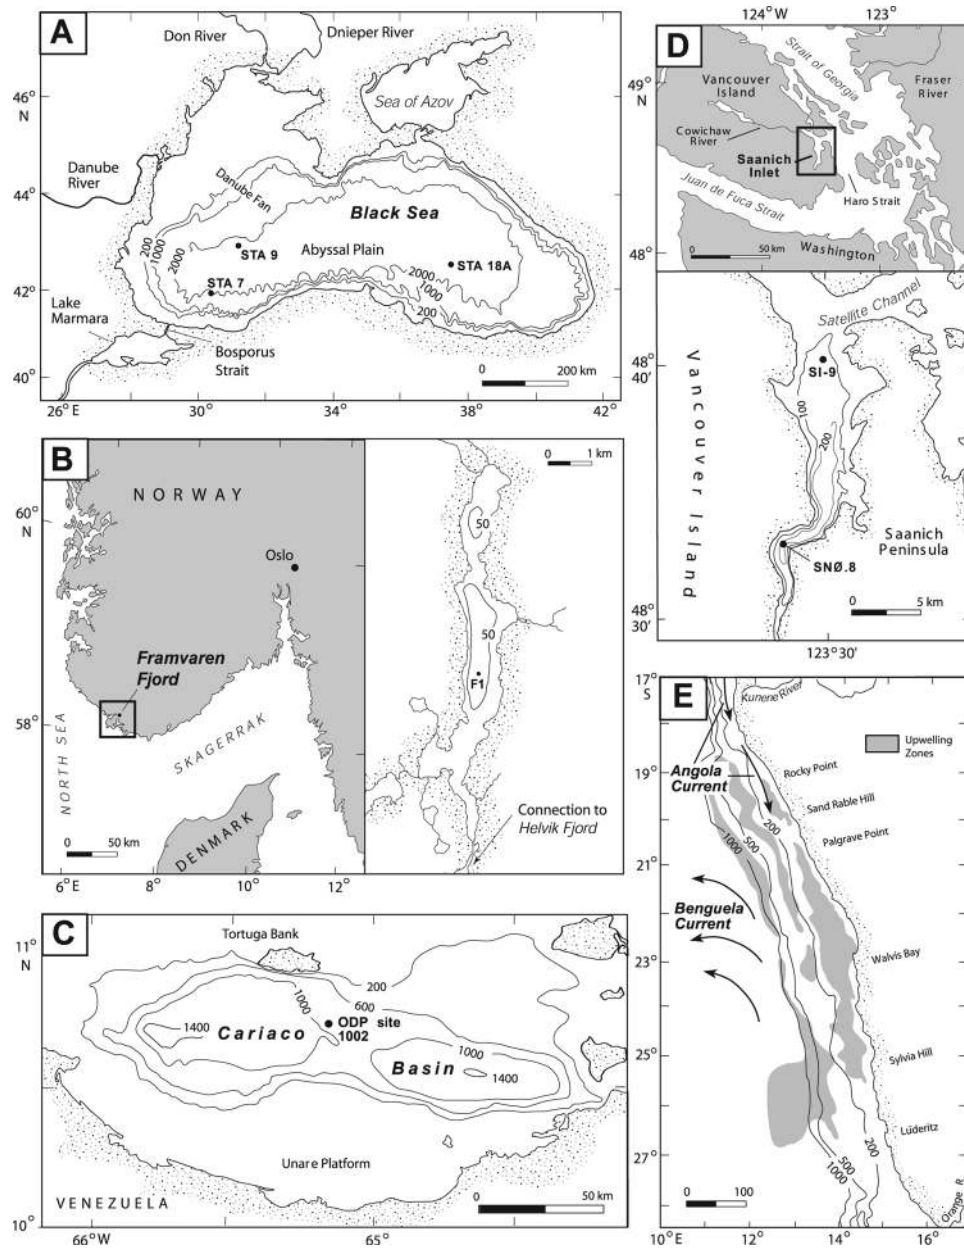 A
Don River
Dnieper River
46°
N
Sea of Azov
Danube
River
44°
Danube Fan
Black Sea
200
1000
2000
STA 9
Abyssal Plain
STA 18A
STA 7
2000
1000
200
42°
Lake
Marmara
Bosporus
Strait
40°
0
200 km
26° E
30°
34°
38°
42°
B
NORWAY
60°
N
Oslo
Framvaren
Fjord
58°
NORTH SEA
SKAGERRAK
DENMARK
0
50 km
6°E
8°
10°
12°
0
1 km
50
50
F1
Connection to
Helvik Fjord
C
11°
N
Tortuga Bank
200
600
1000
ODP site
1002
1400
Cariaco
Basin
1000
1400
Unare Platform
VENEZUELA
0
50 km
10°
66°W
65°
D
124°W
123°
49°
N
Strait of Georgia
Vancouver
Island
Fraser
River
Cowichaw
River
Saanich
Inlet
Juan de Fuca Strait
Haro Strait
Washington
0
50 km
48°
Satellite Channel
48°
40'
SI-9
100
200
Vancouver Island
Saanich
Peninsula
SNØ.8
0
5 km
48°
30'
123°30'
E
17°
S
Kunene River
Upwelling
Zones
Angola
Current
Rocky Point
19°
Sand Rable Hill
200
500
1000
Palgrave Point
21°
Benguela
Current
Walvis Bay
23°
25°
Sylvia Hill
Lüderitz
27°
200
500
1000
0
100
Orange R.
10°E
12°
14°
16°